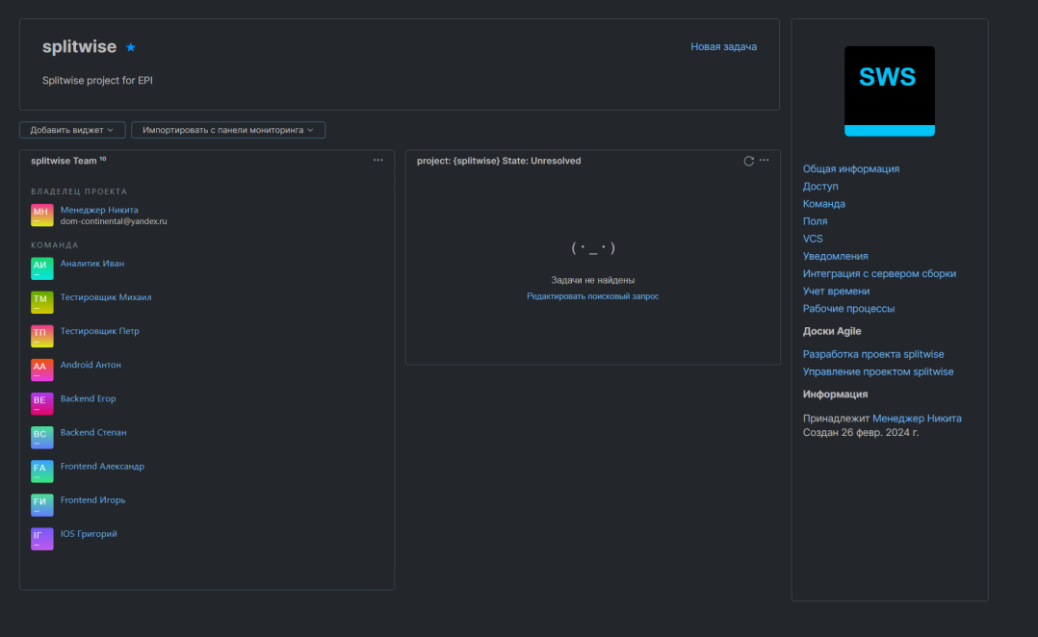 splitwise
Новая задача
Splitwise project for EPI
Добавить виджет
Импортировать с панели мониторинга
splitwise Team 10
ВЛАДЕЛЕЦ ПРОЕКТА
МН
Менеджер Никита
dom-continental@yandex.ru
КОМАНДА
АИ
Аналитик Иван
ТМ
Тестировщик Михаил
ТП
Тестировщик Петр
АА
Android Антон
BE
Backend Егор
BC
Backend Степан
FA
Frontend Александр
FИ
Frontend Игорь
IГ
IOS Григорий
project: {splitwise} State: Unresolved
(･_･)
Задачи не найдены
Редактировать поисковый запрос
SWS
Общая информация
Доступ
Команда
Поля
VCS
Уведомления
Интеграция с сервером сборки
Учет времени
Рабочие процессы
Доски Agile
Разработка проекта splitwise
Управление проектом splitwise
Информация
Принадлежит Менеджер Никита
Создан 26 февр. 2024 г.